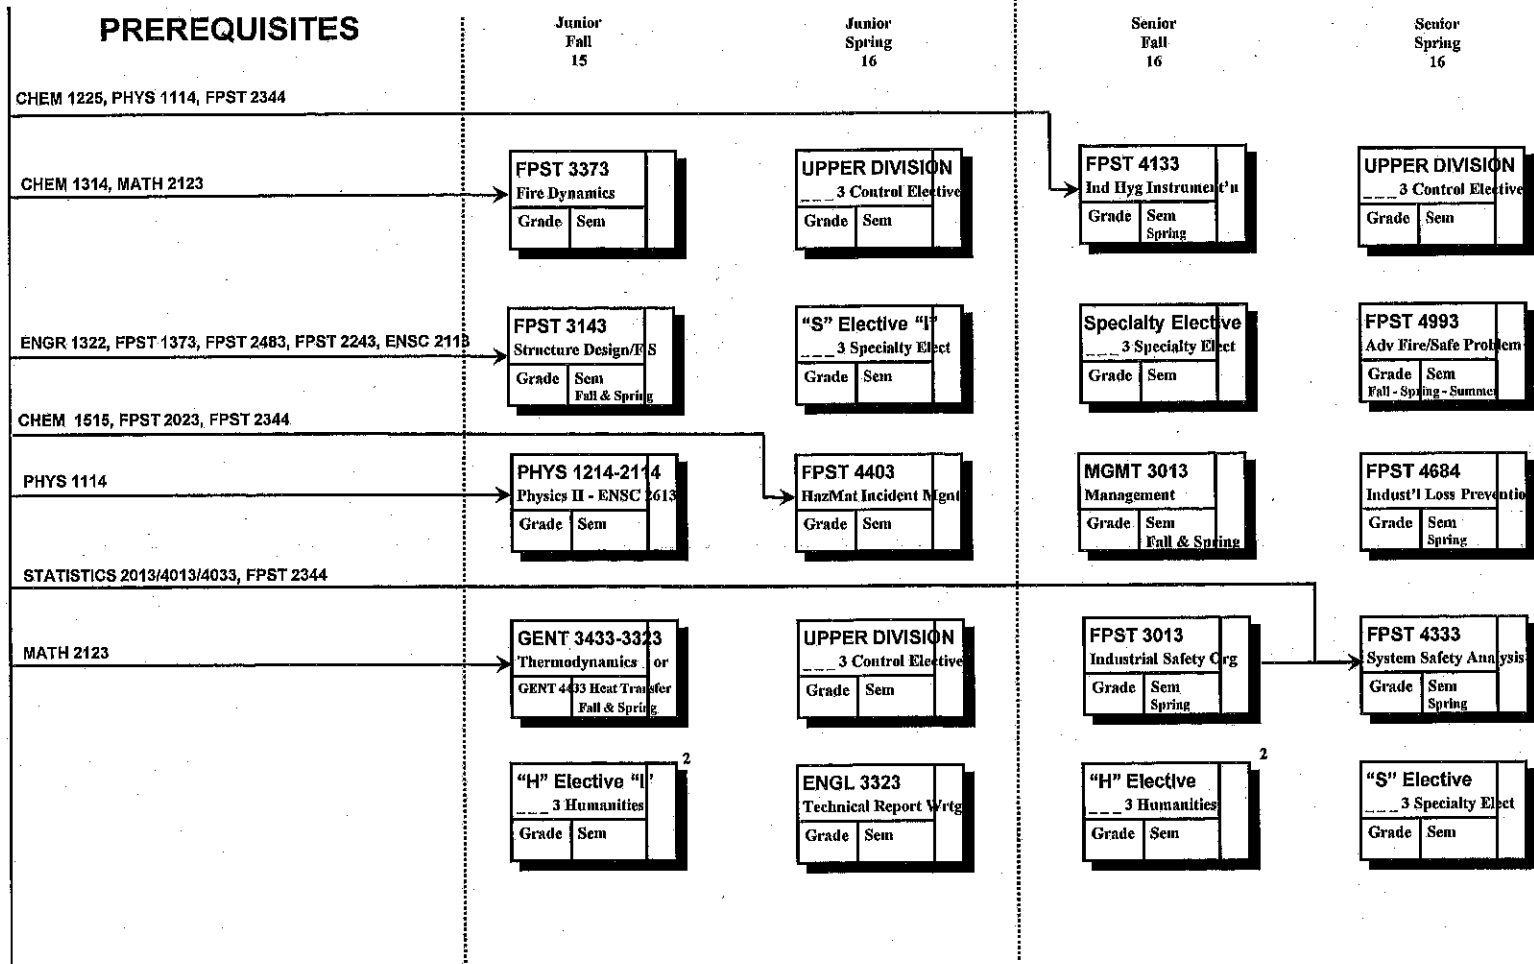 PREREQUISITES
Junior
Fall
15
Junior
Spring
16
Senior
Fall
16
Senior
Spring
16
CHEM 1225, PHYS 1114, FPST 2344
CHEM 1314, MATH 2123
FPST 3373
Fire Dynamics
Grade Sem
UPPER DIVISION
___3 Control Elective
Grade Sem
FPST 4133
Ind Hyg Instrument'n
Grade Sem
Spring
UPPER DIVISION
___3 Control Elective
Grade Sem
ENGR 1322, FPST 1373, FPST 2483, FPST 2243, ENSC 2113
FPST 3143
Structure Design/F S
Grade Sem
Fall & Spring
"S" Elective "I"
___3 Specialty Elect
Grade Sem
Specialty Elective
___3 Specialty Elect
Grade Sem
FPST 4993
Adv Fire/Safe Problem
Grade Sem
Fall - Spring - Summer
CHEM 1515, FPST 2023, FPST 2344
PHYS 1114
PHYS 1214-2114
Physics II - ENSC 2613
Grade Sem
FPST 4403
HazMat Incident Mgnt
Grade Sem
MGMT 3013
Management
Grade Sem
Fall & Spring
FPST 4684
Indust'l Loss Preventio
Grade Sem
Spring
STATISTICS 2013/4013/4033, FPST 2344
MATH 2123
GENT 3433-3323
Thermodynamics or
GENT 4433 Heat Transfer
Fall & Spring
UPPER DIVISION
___3 Control Elective
Grade Sem
FPST 3013
Industrial Safety Org
Grade Sem
Spring
FPST 4333
System Safety Analysis
Grade Sem
Spring
2
"H" Elective "I"
___3 Humanities
Grade Sem
ENGL 3323
Technical Report Wrtg
Grade Sem
2
"H" Elective
___3 Humanities
Grade Sem
"S" Elective
___3 Specialty Elect
Grade Sem